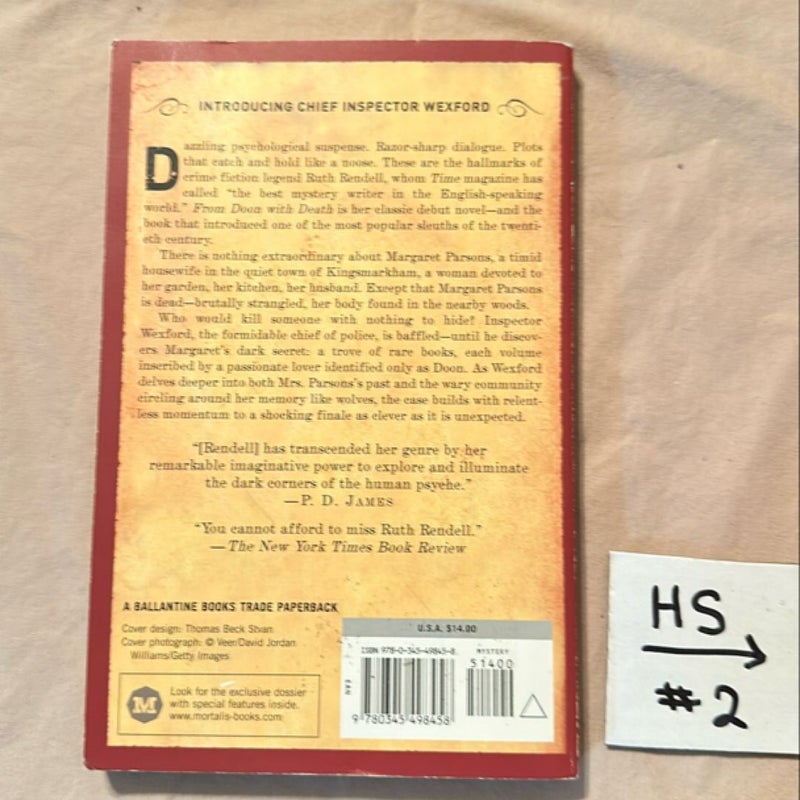 INTRODUCING CHIEF INSPECTOR WEXFORD
Dazzling psychological suspense. Razor-sharp dialogue. Plots
that catch and hold like a noose. These are the hallmarks of
crime fiction legend Ruth Rendell, whom Time magazine has
called "the best mystery writer in the English-speaking
world." From Doon with Death is her classic debut novel—and the
book that introduced one of the most popular sleuths of the twenti-
eth century.
There is nothing extraordinary about Margaret Parsons, a timid
housewife in the quiet town of Kingsmarkham, a woman devoted to
her garden, her kitchen, her husband. Except that Margaret Parsons
is dead—brutally strangled, her body found in the nearby woods.
Who would kill someone with nothing to hide? Inspector
Wexford, the formidable chief of police, is baffled—until he discov-
ers Margaret's dark secret: a trove of rare books, each volume
inscribed by a passionate lover identified only as Doon. As Wexford
delves deeper into both Mrs. Parsons's past and the wary community
circling around her memory like wolves, the case builds with relent-
less momentum to a shocking finale as clever as it is unexpected.
"[Rendell] has transcended her genre by her
remarkable imaginative power to explore and illuminate
the dark corners of the human psyche."
—P. D. JAMES
"You cannot afford to miss Ruth Rendell."
—The New York Times Book Review
A BALLANTINE BOOKS TRADE PAPERBACK
Cover design: Thomas Beck Stvan
Cover photograph: © Veer/David Jordan
Williams/Getty Images
M
Look for the exclusive dossier
with special features inside.
www.mortalis-books.com
U.S.A. $14.00
ISBN 978-0-345-49845-8
MYSTERY
51400
9 780345 498458
HS
#2